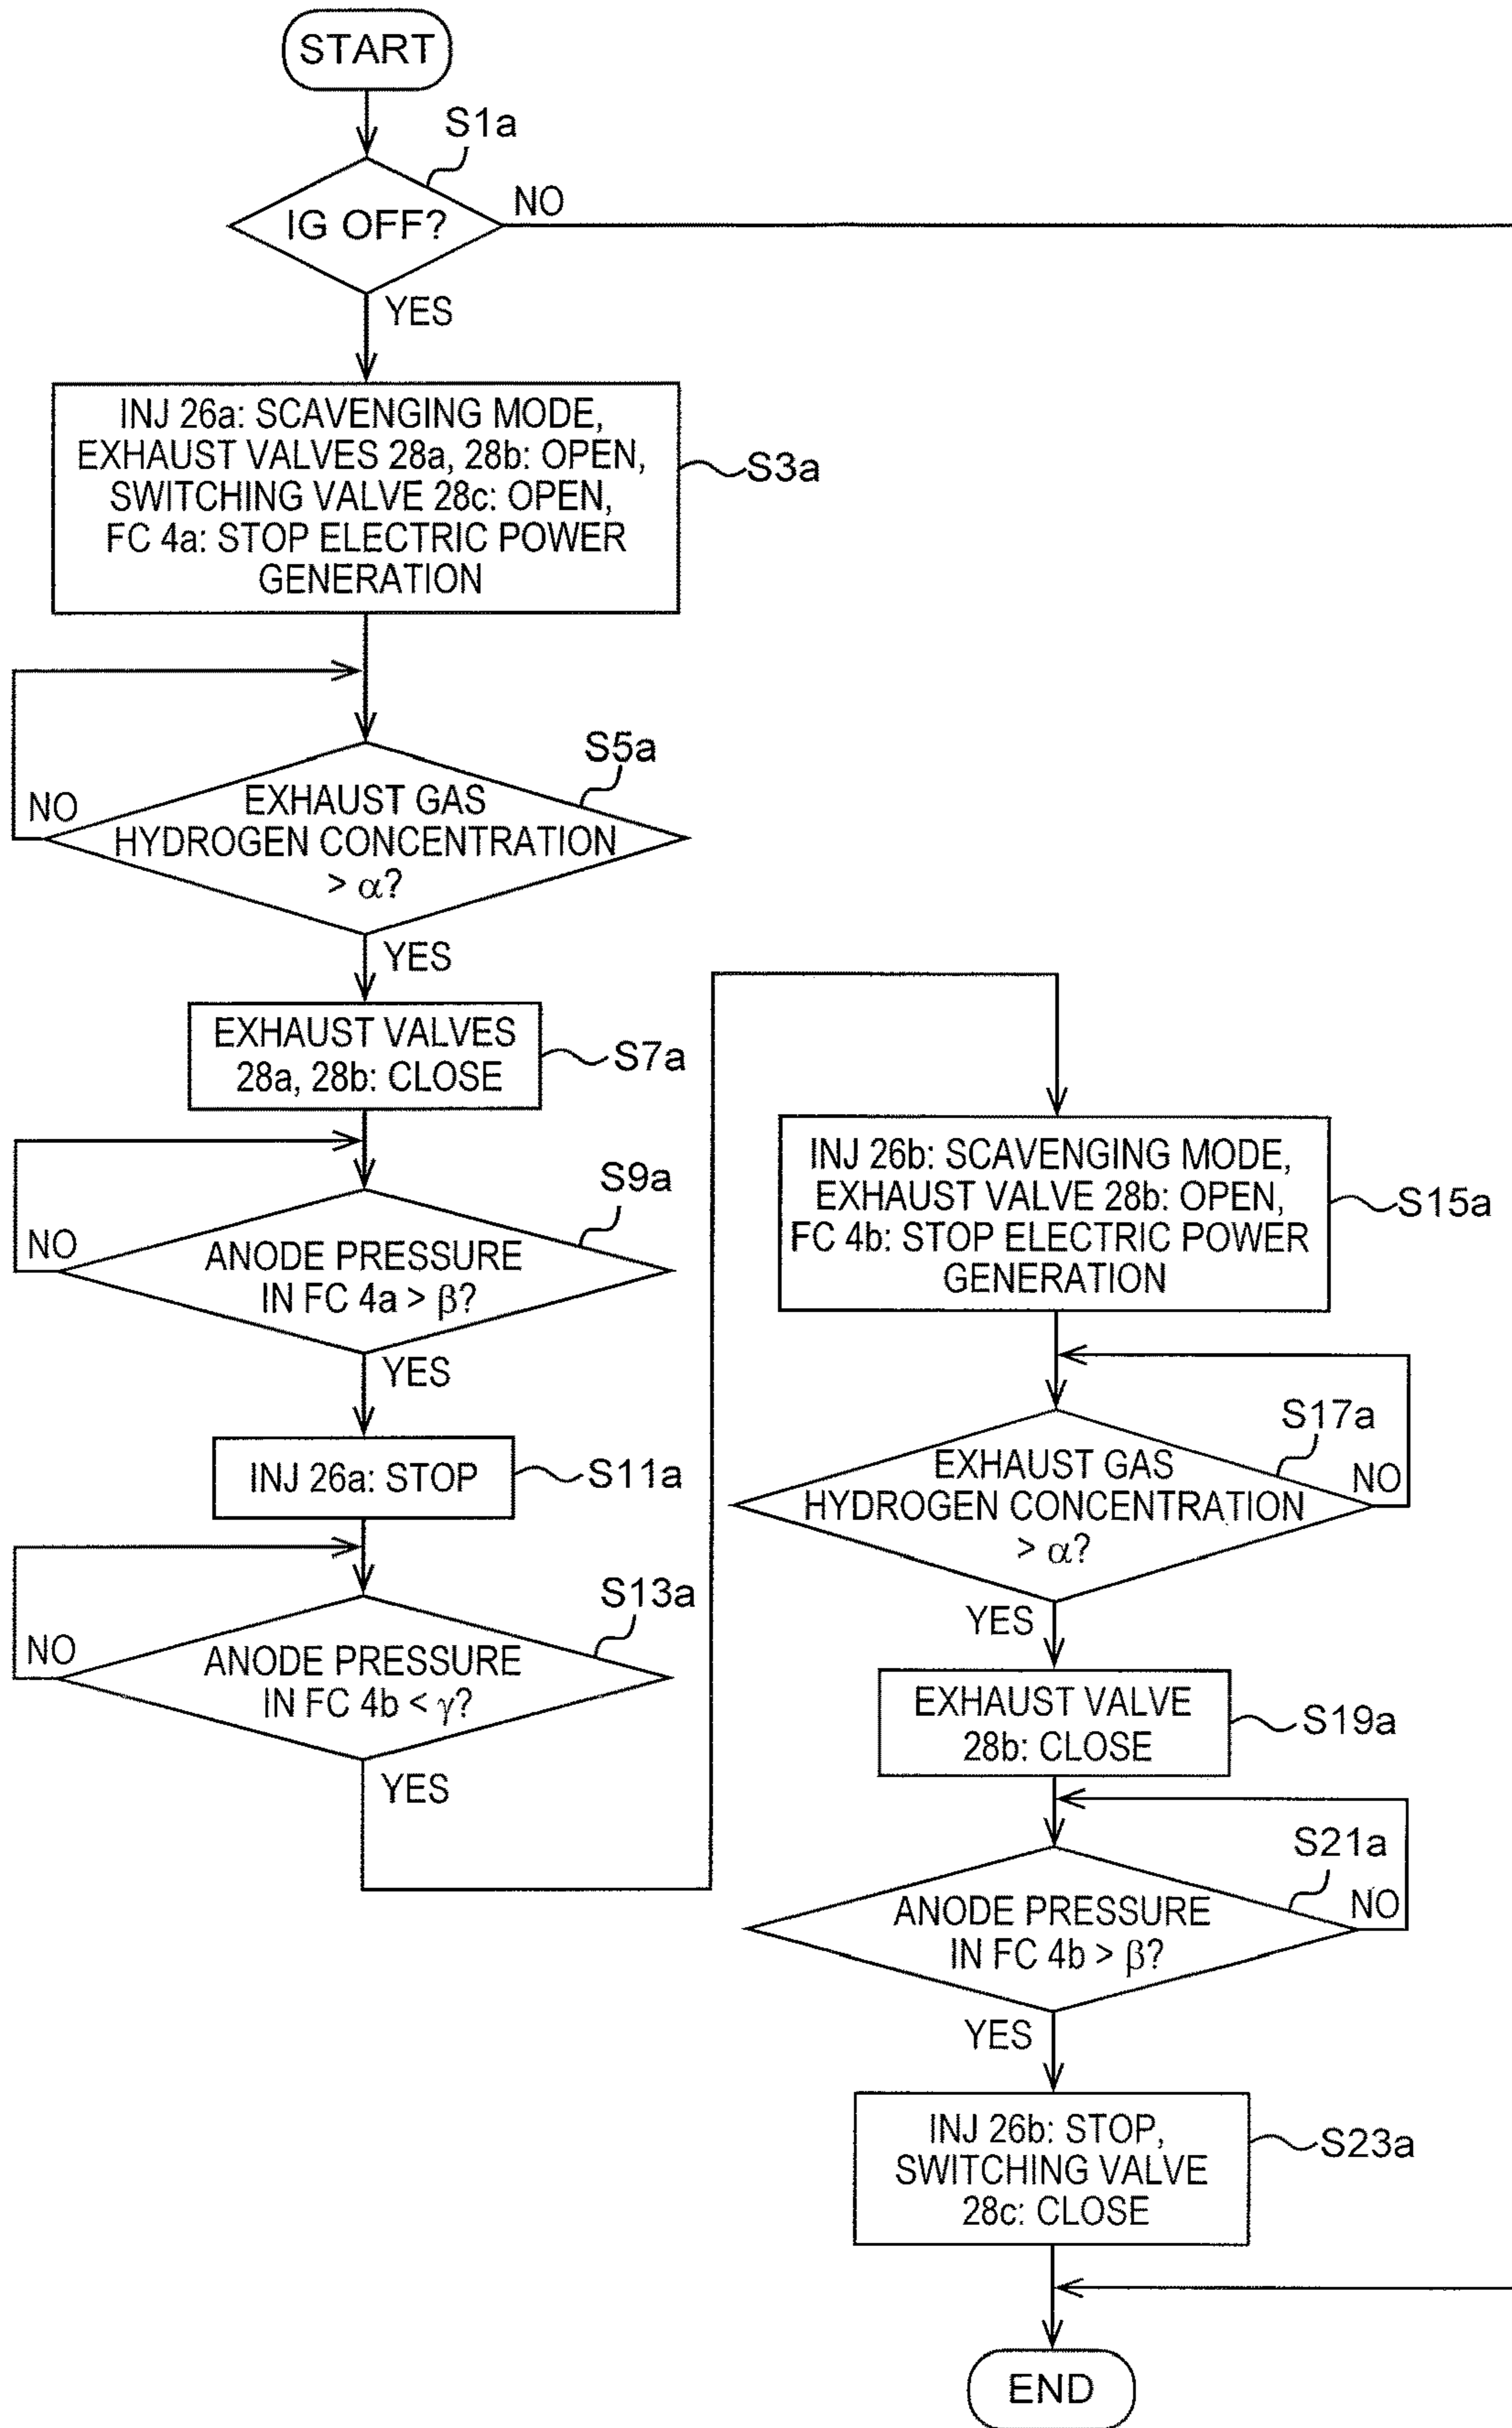 START
S1a
IG OFF?
NO
YES
INJ 26a: SCAVENGING MODE,
EXHAUST VALVES 28a, 28b: OPEN,
SWITCHING VALVE 28c: OPEN,
FC 4a: STOP ELECTRIC POWER
GENERATION
S3a
S5a
EXHAUST GAS
HYDROGEN CONCENTRATION
> α?
NO
YES
EXHAUST VALVES
28a, 28b: CLOSE
S7a
S9a
ANODE PRESSURE
IN FC 4a > β?
NO
YES
INJ 26a: STOP
S11a
S13a
ANODE PRESSURE
IN FC 4b < γ?
NO
YES
INJ 26b: SCAVENGING MODE,
EXHAUST VALVE 28b: OPEN,
FC 4b: STOP ELECTRIC POWER
GENERATION
S15a
S17a
EXHAUST GAS
HYDROGEN CONCENTRATION
> α?
NO
YES
EXHAUST VALVE
28b: CLOSE
S19a
S21a
ANODE PRESSURE
IN FC 4b > β?
NO
YES
INJ 26b: STOP,
SWITCHING VALVE
28c: CLOSE
S23a
END